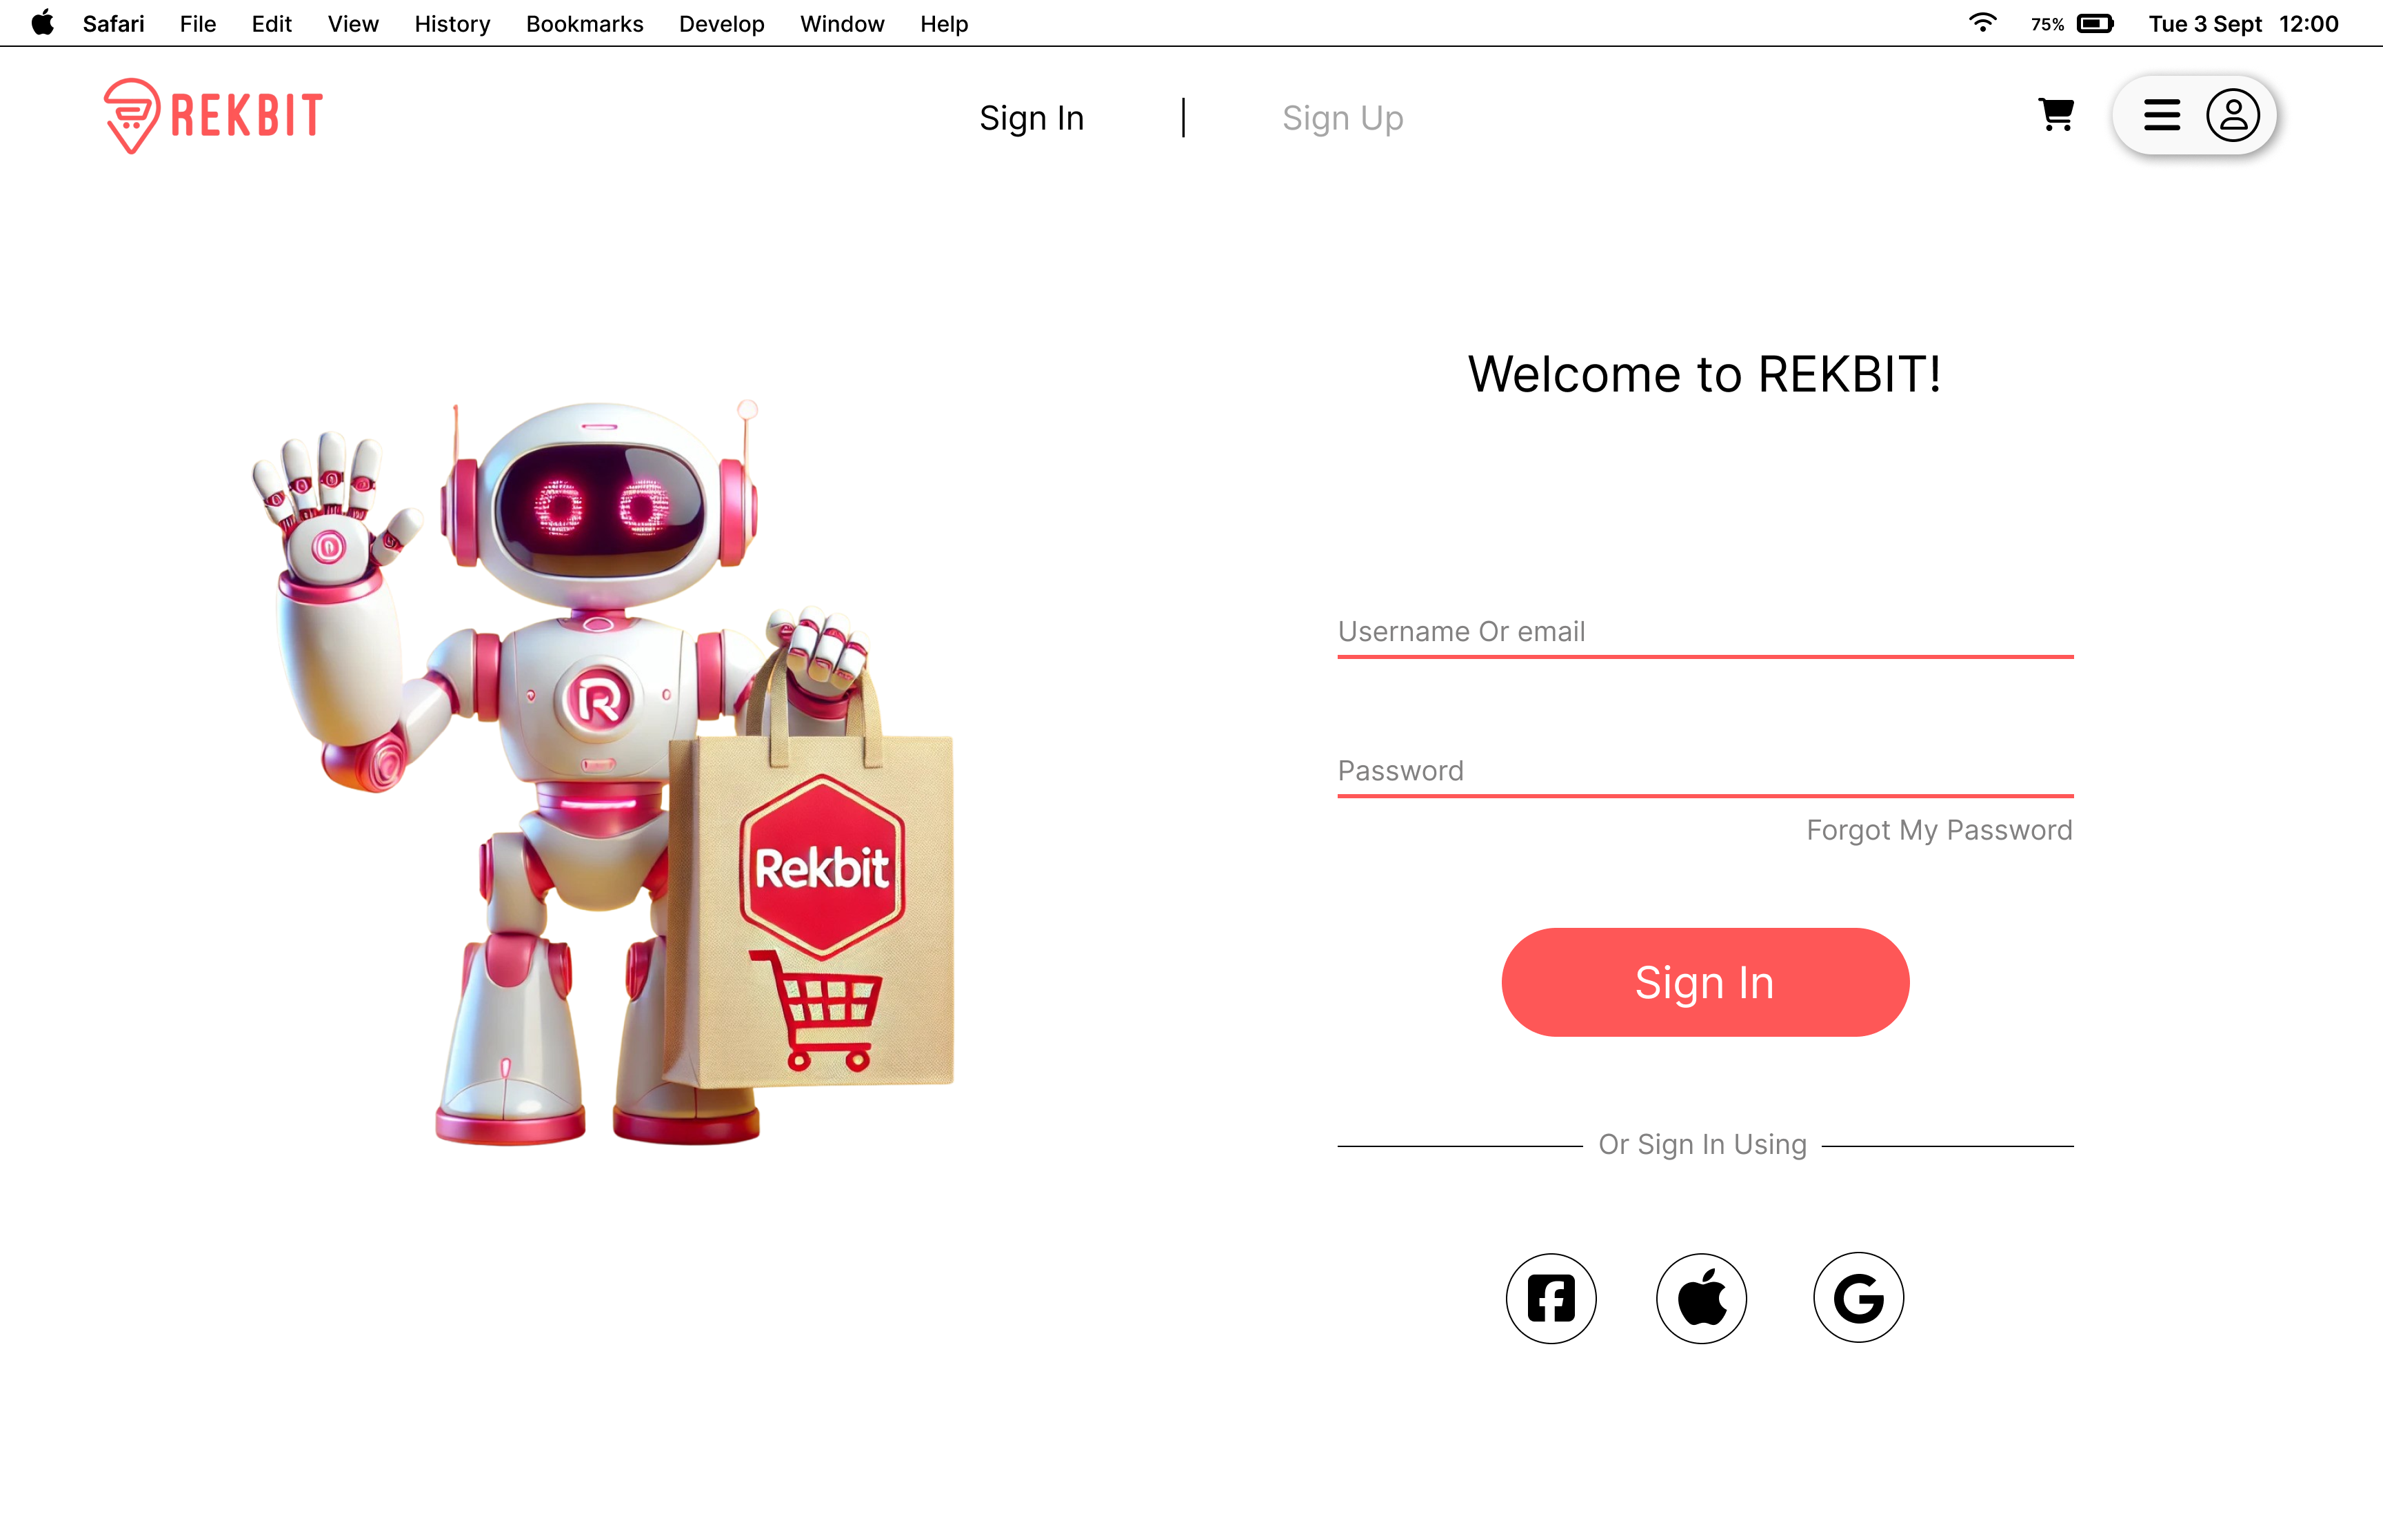 Safari File Edit View History Bookmarks Develop Window Help 75% Tue 3 Sept 12:00
REKBIT Sign In Sign Up
Welcome to REKBIT!
Username Or email
R
Password
Forgot My Password
Rekbit
Sign In
Or Sign In Using